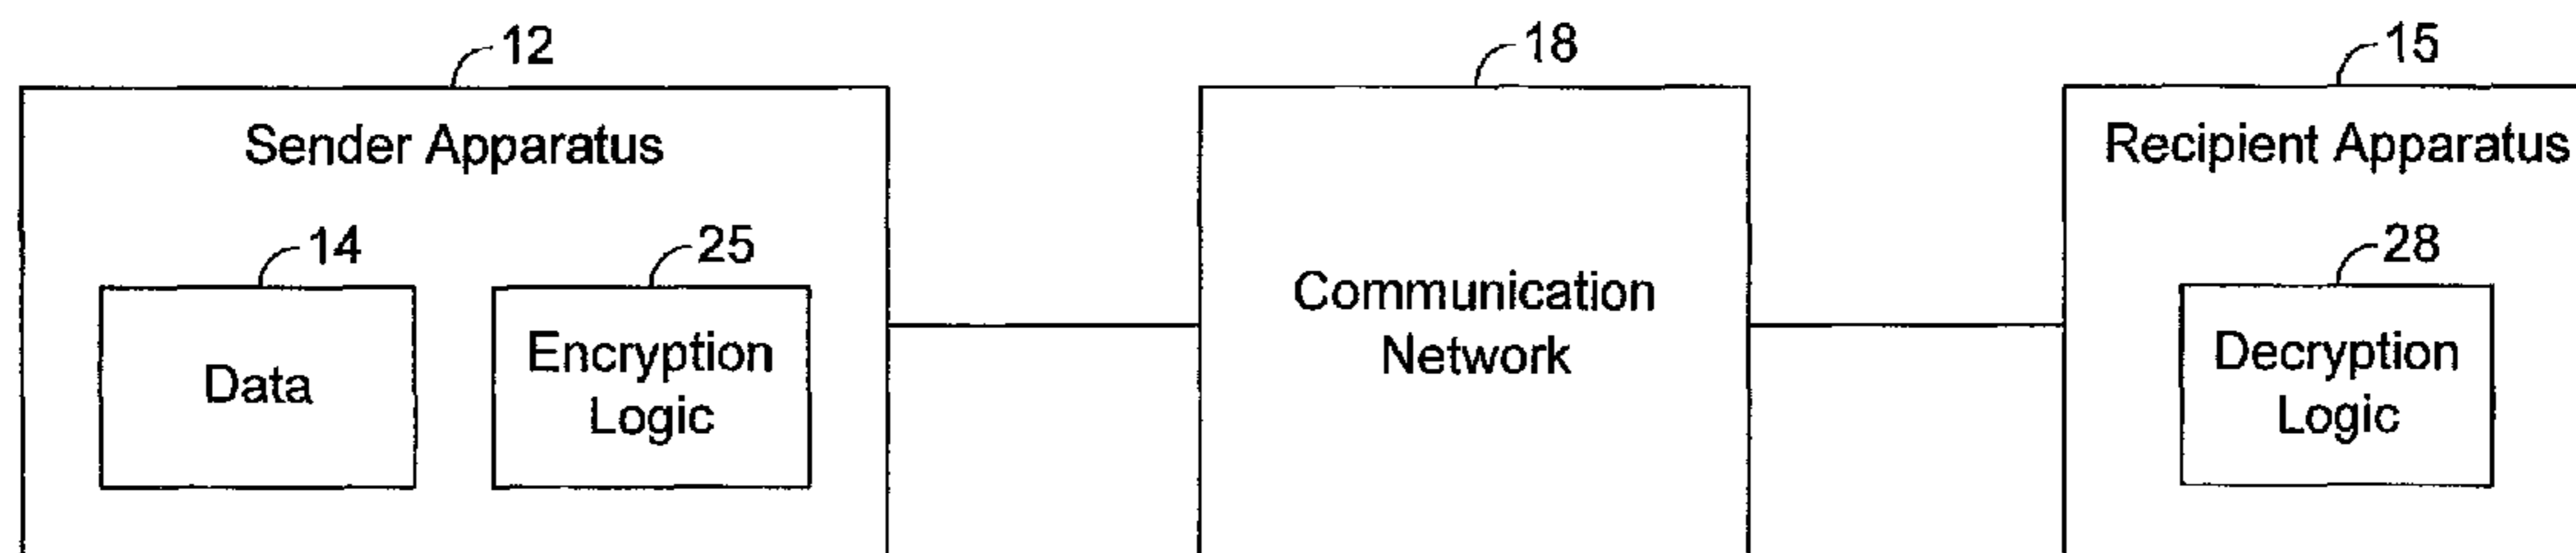 12
18
15
Sender Apparatus
Recipient Apparatus
14
25
28
Data
Encryption
Logic
Communication
Network
Decryption
Logic